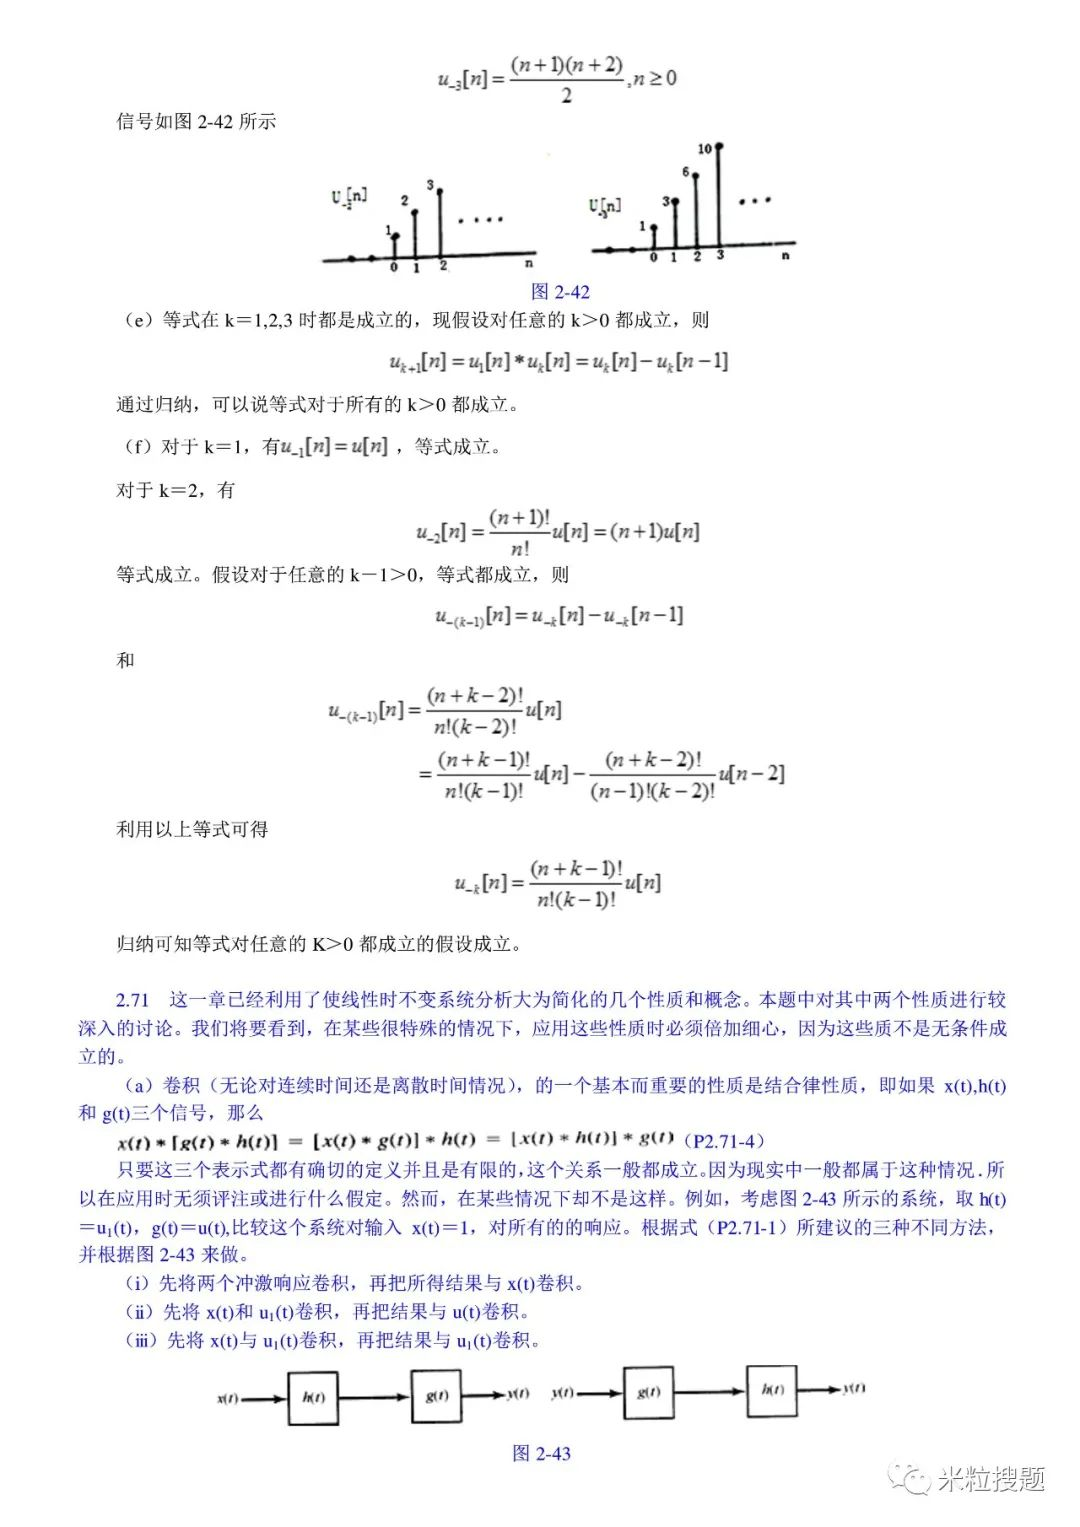 u₋₃[n] = (n+1)(n+2)/2, n ≥ 0
信号如图 2-42 所示
U₋₂[n] 1 2 3 ···· 0 1 2 n
U₋₃[n] 1 3 6 10 ··· 0 1 2 3 n
图 2-42
（e）等式在 k＝1,2,3 时都是成立的，现假设对任意的 k＞0 都成立，则
uₖ₊₁[n] = u₁[n] * uₖ[n] = uₖ[n] − uₖ[n−1]
通过归纳，可以说等式对于所有的 k＞0 都成立。
（f）对于 k＝1，有u₋₁[n] = u[n] ，等式成立。
对于 k＝2，有
u₋₂[n] = (n+1)!/n! u[n] = (n+1)u[n]
等式成立。假设对于任意的 k－1＞0，等式都成立，则
u₋₍ₖ₋₁₎[n] = u₋ₖ[n] − u₋ₖ[n−1]
和
u₋₍ₖ₋₁₎[n] = (n+k−2)!/n!(k−2)! u[n]
= (n+k−1)!/n!(k−1)! u[n] − (n+k−2)!/(n−1)!(k−2)! u[n−2]
利用以上等式可得
u₋ₖ[n] = (n+k−1)!/n!(k−1)! u[n]
归纳可知等式对任意的 K＞0 都成立的假设成立。
2.71 这一章已经利用了使线性时不变系统分析大为简化的几个性质和概念。本题中对其中两个性质进行较
深入的讨论。我们将要看到，在某些很特殊的情况下，应用这些性质时必须倍加细心，因为这些质不是无条件成
立的。
（a）卷积（无论对连续时间还是离散时间情况），的一个基本而重要的性质是结合律性质，即如果 x(t),h(t)
和 g(t)三个信号，那么
x(t) * [g(t) * h(t)] = [x(t) * g(t)] * h(t) = [x(t) * h(t)] * g(t)（P2.71-4）
只要这三个表示式都有确切的定义并且是有限的,这个关系一般都成立。因为现实中一般都属于这种情况．所
以在应用时无须评注或进行什么假定。然而，在某些情况下却不是这样。例如，考虑图 2-43 所示的系统，取 h(t)
＝u₁(t)，g(t)＝u(t),比较这个系统对输入 x(t)＝1，对所有的的响应。根据式（P2.71-1）所建议的三种不同方法，
并根据图 2-43 来做。
（i）先将两个冲激响应卷积，再把所得结果与 x(t)卷积。
（ii）先将 x(t)和 u₁(t)卷积，再把结果与 u(t)卷积。
（iii）先将 x(t)与 u₁(t)卷积，再把结果与 u₁(t)卷积。
x(t) h(t) g(t) y(t) y(t) g(t) h(t) y(t)
图 2-43
米粒搜题